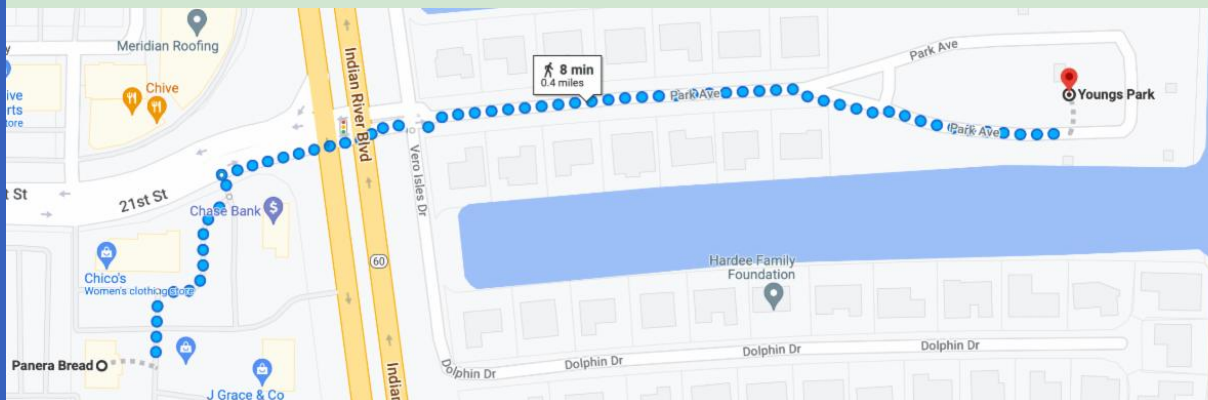 Meridian Roofing
Chive
Indian River Blvd
8 min
0.4 miles
Park Ave
Youngs Park
Park Ave
Park Ave
21st St
Vero Isles Dr
Chase Bank
$
60
Chico's
Women's clothing store
Hardee Family
Foundation
Panera Bread
J Grace & Co
Dolphin Dr
Dolphin Dr
Dolphin Dr
Dolphin Dr